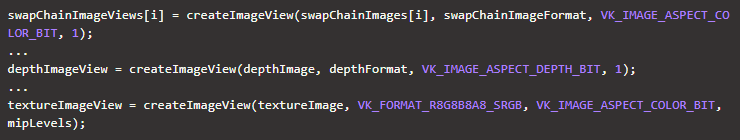 swapChainImageViews[i] = createImageView(swapChainImages[i], swapChainImageFormat, VK_IMAGE_ASPECT_CO
LOR_BIT, 1);
...
depthImageView = createImageView(depthImage, depthFormat, VK_IMAGE_ASPECT_DEPTH_BIT, 1);
...
textureImageView = createImageView(textureImage, VK_FORMAT_R8G8B8A8_SRGB, VK_IMAGE_ASPECT_COLOR_BIT,
mipLevels);